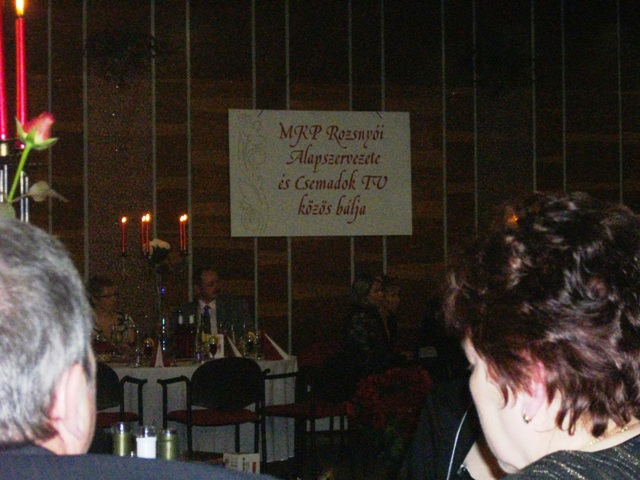 MKP Rozsnyói
Alapszervezete
és Csemadok TV
közös bálja